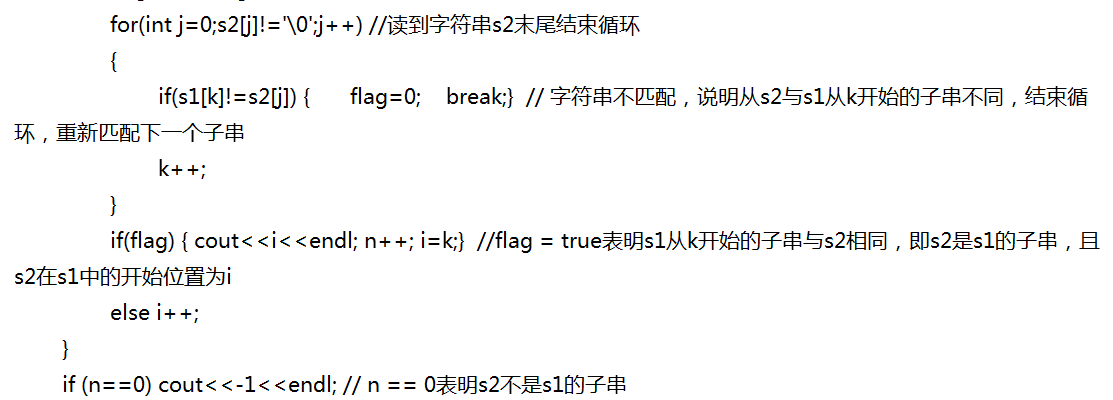 for(int j=0;s2[j]!='\0';j++) //读到字符串s2末尾结束循环
{
if(s1[k]!=s2[j]) { flag=0; break;} // 字符串不匹配，说明从s2与s1从k开始的子串不同，结束循
环，重新匹配下一个子串
k++;
}
if(flag) { cout<<i<<endl; n++; i=k;} //flag = true表明s1从k开始的子串与s2相同，即s2是s1的子串，且
s2在s1中的开始位置为i
else i++;
}
if (n==0) cout<<-1<<endl; // n == 0表明s2不是s1的子串